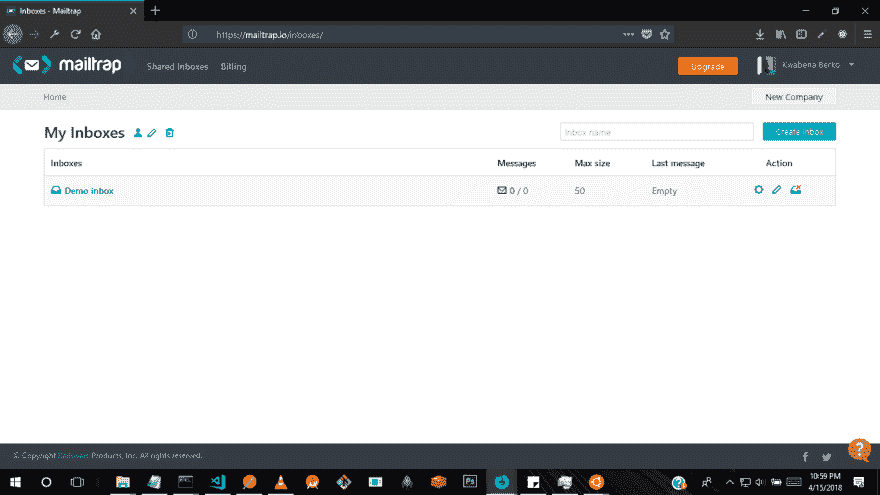 Inboxes - Mailtrap
https://mailtrap.io/inboxes/
mailtrap Shared Inboxes Billing Upgrade Kwabena Berko
Home New Company
My Inboxes Inbox name Create Inbox
Inboxes Messages Max size Last message Action
Demo inbox 0 / 0 50 Empty
© Copyright Railsware Products, Inc. All rights reserved.
?
Ps 10:59 PM
4/15/2018